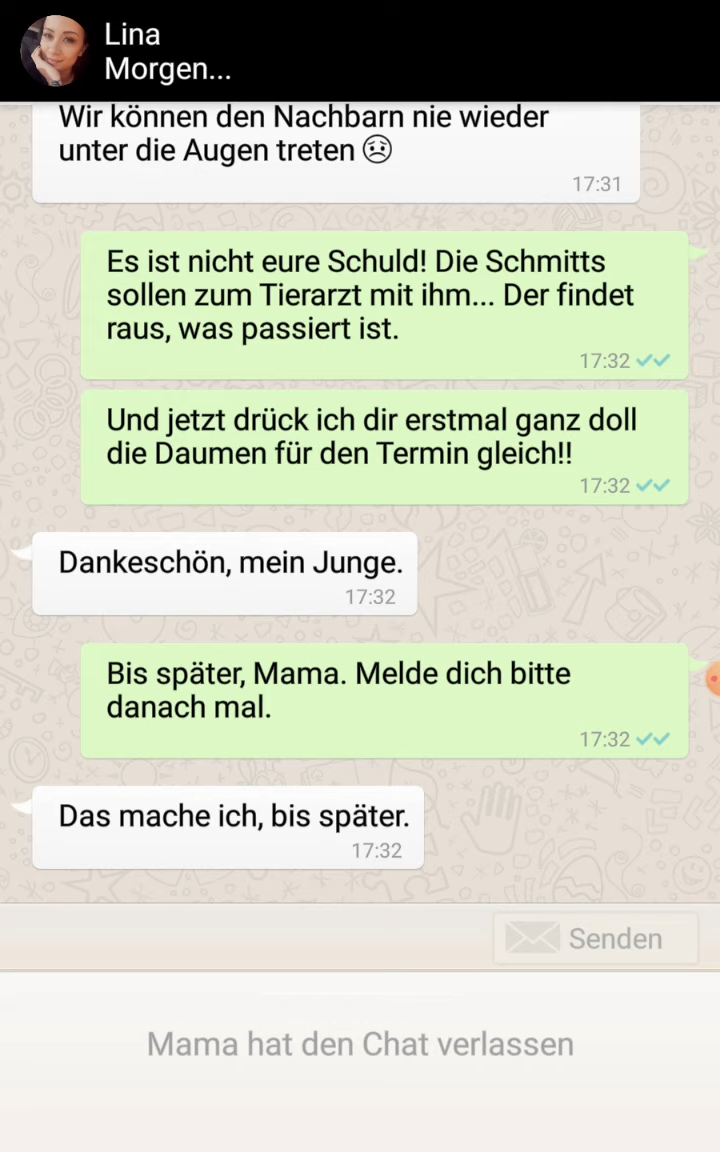 Lina
Morgen...
Wir können den Nachbarn nie wieder
unter die Augen treten 😟
17:31
Es ist nicht eure Schuld! Die Schmitts
sollen zum Tierarzt mit ihm... Der findet
raus, was passiert ist.
17:32
Und jetzt drück ich dir erstmal ganz doll
die Daumen für den Termin gleich!!
17:32
Dankeschön, mein Junge.
17:32
Bis später, Mama. Melde dich bitte
danach mal.
17:32
Das mache ich, bis später.
17:32
Senden
Mama hat den Chat verlassen